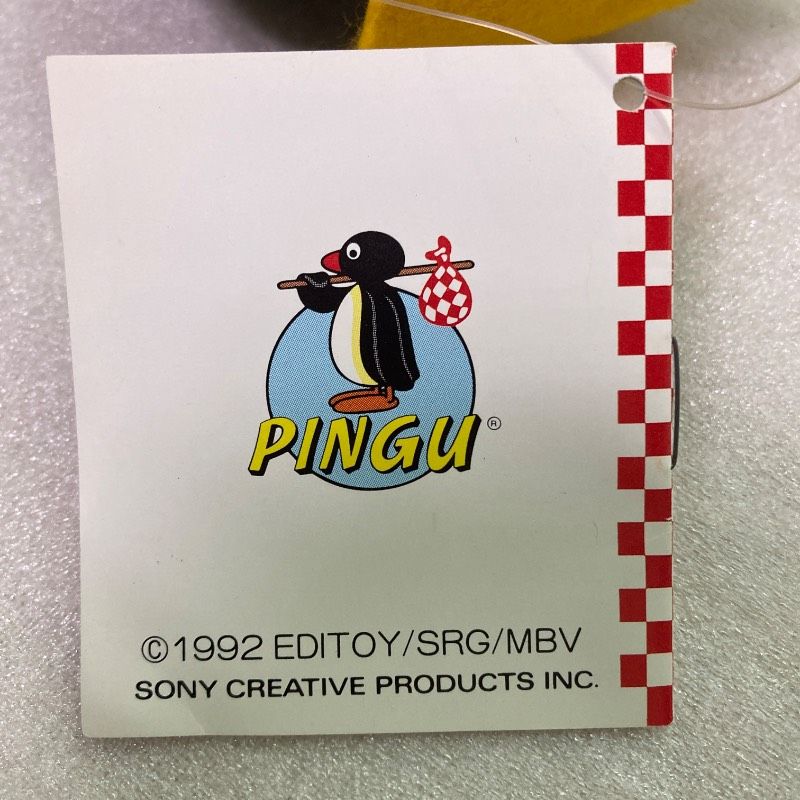 PINGU®
©1992 EDITOY/SRG/MBV
SONY CREATIVE PRODUCTS INC.